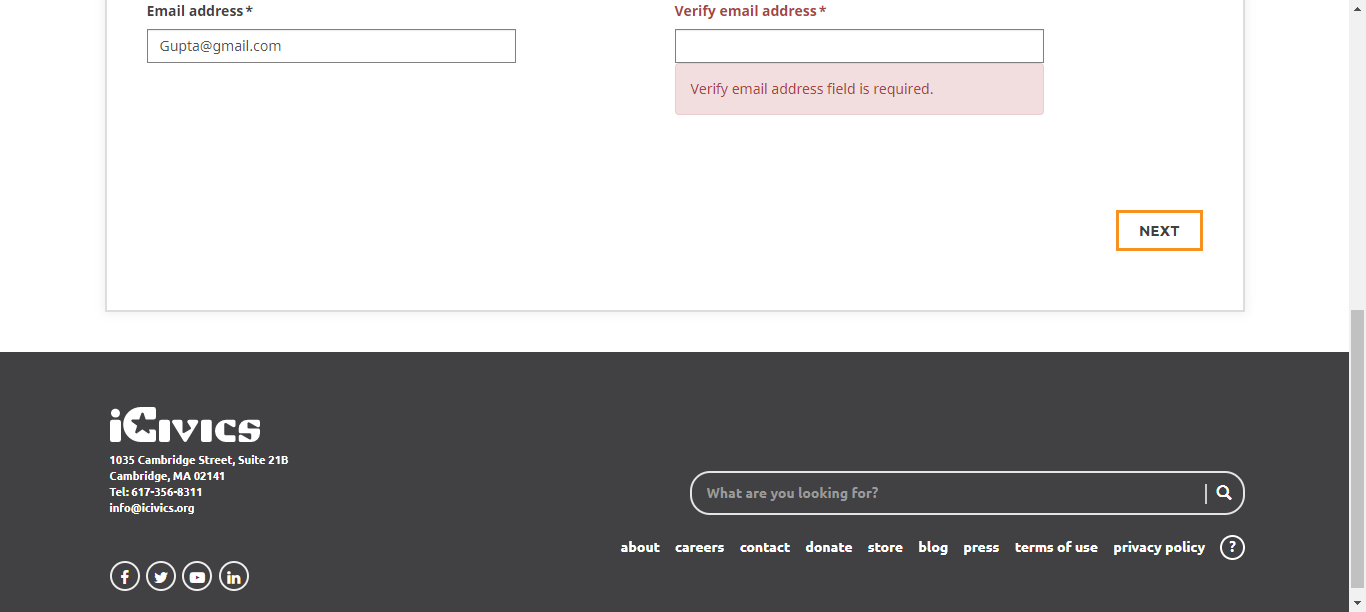 Email address*
Verify email address*
Gupta@gmail.com
Verify email address field is required.
NEXT
iCivics
1035 Cambridge Street, Suite 21B
Cambridge, MA 02141
Tel: 617-356-8311
info@icivics.org
What are you looking for?
about careers contact donate store blog press terms of use privacy policy ?